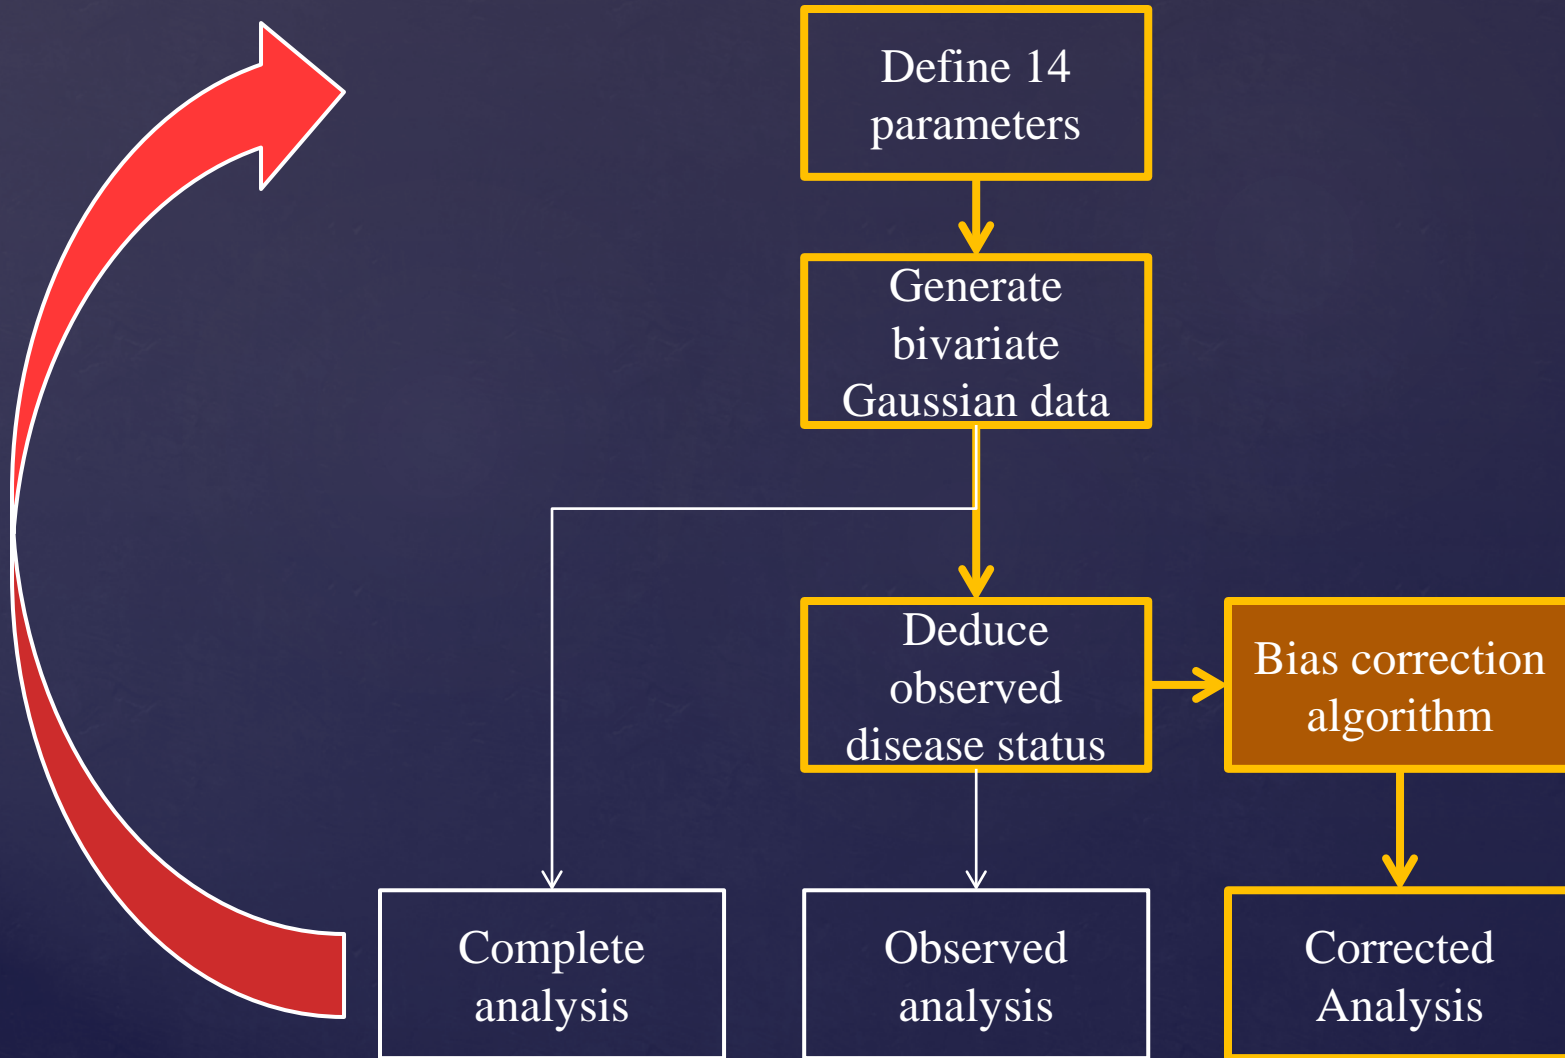 Define 14
parameters
Generate
bivariate
Gaussian data
Deduce
observed
disease status
Bias correction
algorithm
Complete
analysis
Observed
analysis
Corrected
Analysis